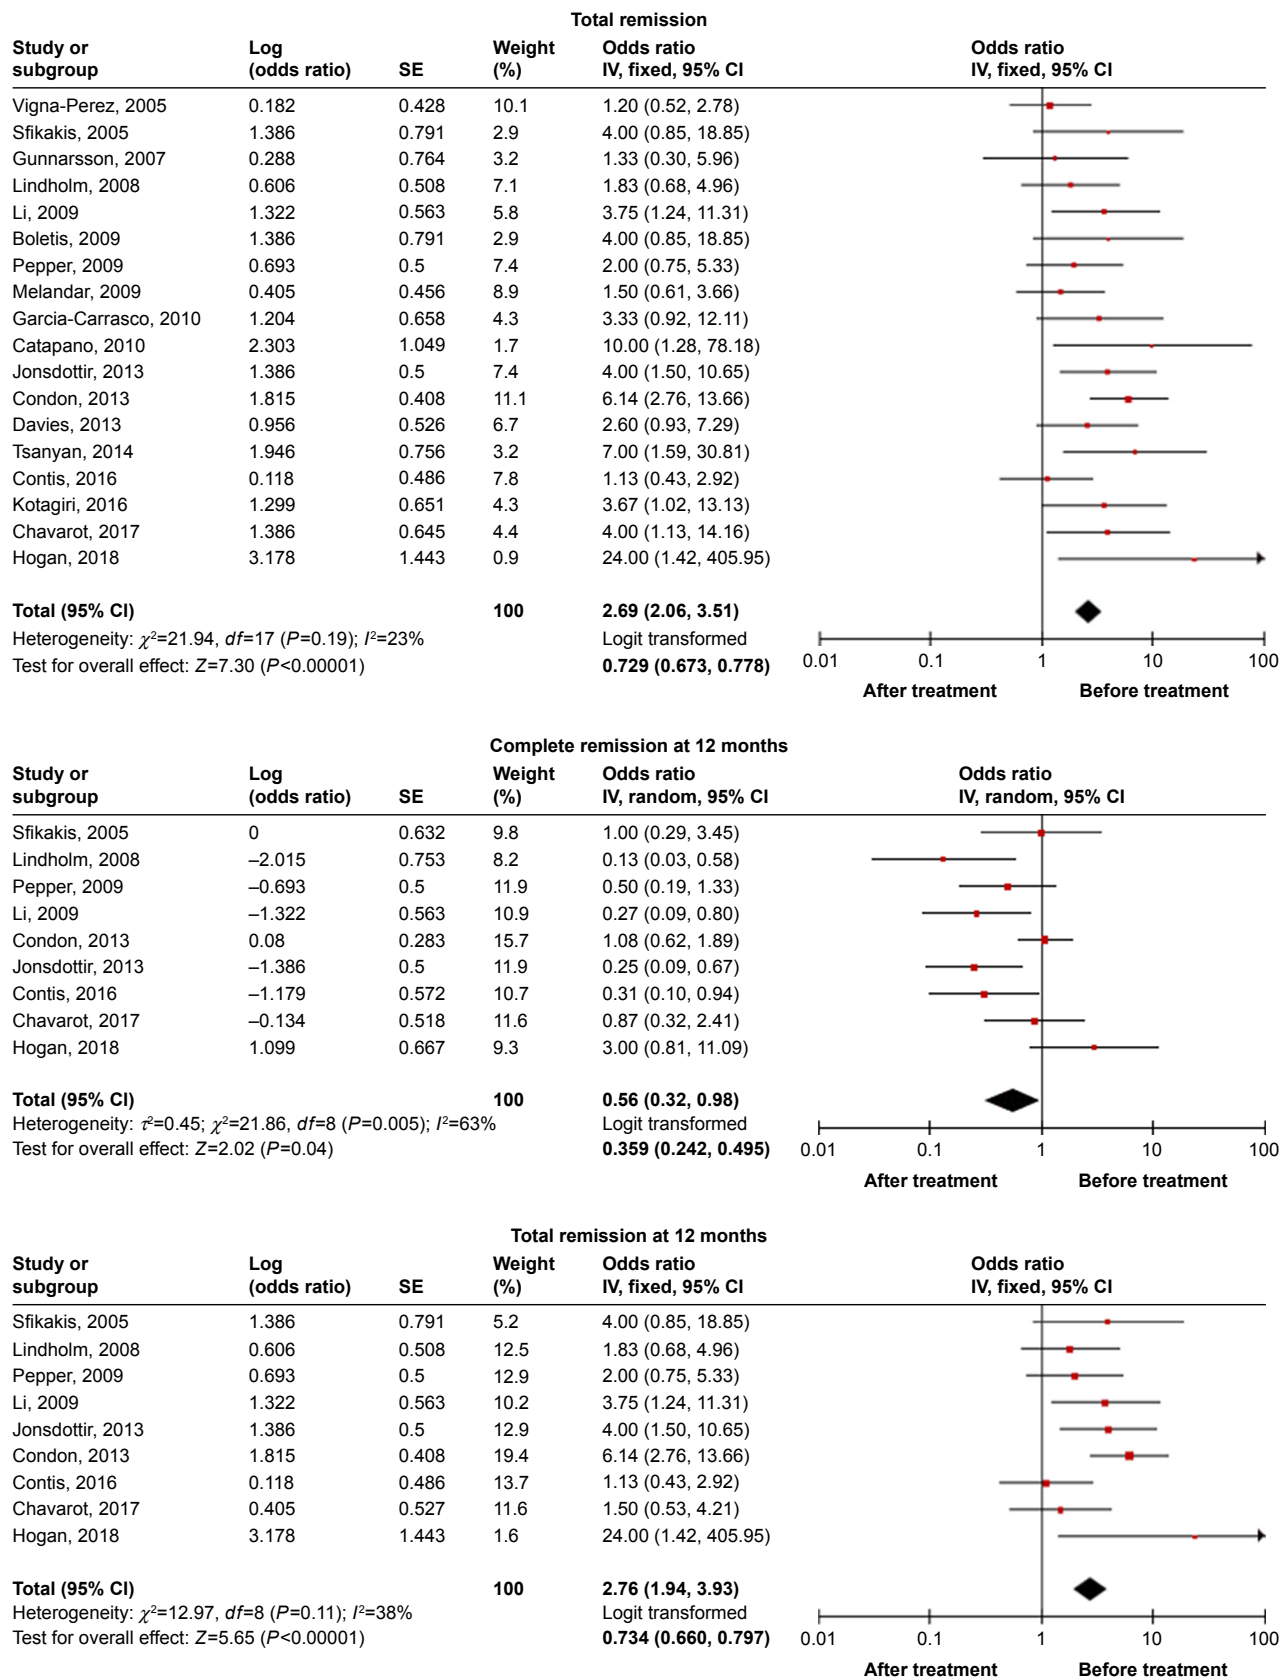 Total remission
Study or subgroup Log (odds ratio) SE Weight (%) Odds ratio IV, fixed, 95% CI Odds ratio IV, fixed, 95% CI
Vigna-Perez, 2005 0.182 0.428 10.1 1.20 (0.52, 2.78)
Sfikakis, 2005 1.386 0.791 2.9 4.00 (0.85, 18.85)
Gunnarsson, 2007 0.288 0.764 3.2 1.33 (0.30, 5.96)
Lindholm, 2008 0.606 0.508 7.1 1.83 (0.68, 4.96)
Li, 2009 1.322 0.563 5.8 3.75 (1.24, 11.31)
Boletis, 2009 1.386 0.791 2.9 4.00 (0.85, 18.85)
Pepper, 2009 0.693 0.5 7.4 2.00 (0.75, 5.33)
Melandar, 2009 0.405 0.456 8.9 1.50 (0.61, 3.66)
Garcia-Carrasco, 2010 1.204 0.658 4.3 3.33 (0.92, 12.11)
Catapano, 2010 2.303 1.049 1.7 10.00 (1.28, 78.18)
Jonsdottir, 2013 1.386 0.5 7.4 4.00 (1.50, 10.65)
Condon, 2013 1.815 0.408 11.1 6.14 (2.76, 13.66)
Davies, 2013 0.956 0.526 6.7 2.60 (0.93, 7.29)
Tsanyan, 2014 1.946 0.756 3.2 7.00 (1.59, 30.81)
Contis, 2016 0.118 0.486 7.8 1.13 (0.43, 2.92)
Kotagiri, 2016 1.299 0.651 4.3 3.67 (1.02, 13.13)
Chavarot, 2017 1.386 0.645 4.4 4.00 (1.13, 14.16)
Hogan, 2018 3.178 1.443 0.9 24.00 (1.42, 405.95)
Total (95% CI) 100 2.69 (2.06, 3.51)
Heterogeneity: χ²=21.94, df=17 (P=0.19); I²=23% Logit transformed
Test for overall effect: Z=7.30 (P<0.00001) 0.729 (0.673, 0.778)
0.01 0.1 1 10 100
After treatment Before treatment
Complete remission at 12 months
Study or subgroup Log (odds ratio) SE Weight (%) Odds ratio IV, random, 95% CI Odds ratio IV, random, 95% CI
Sfikakis, 2005 0 0.632 9.8 1.00 (0.29, 3.45)
Lindholm, 2008 –2.015 0.753 8.2 0.13 (0.03, 0.58)
Pepper, 2009 –0.693 0.5 11.9 0.50 (0.19, 1.33)
Li, 2009 –1.322 0.563 10.9 0.27 (0.09, 0.80)
Condon, 2013 0.08 0.283 15.7 1.08 (0.62, 1.89)
Jonsdottir, 2013 –1.386 0.5 11.9 0.25 (0.09, 0.67)
Contis, 2016 –1.179 0.572 10.7 0.31 (0.10, 0.94)
Chavarot, 2017 –0.134 0.518 11.6 0.87 (0.32, 2.41)
Hogan, 2018 1.099 0.667 9.3 3.00 (0.81, 11.09)
Total (95% CI) 100 0.56 (0.32, 0.98)
Heterogeneity: τ²=0.45; χ²=21.86, df=8 (P=0.005); I²=63% Logit transformed
Test for overall effect: Z=2.02 (P=0.04) 0.359 (0.242, 0.495)
0.01 0.1 1 10 100
After treatment Before treatment
Total remission at 12 months
Study or subgroup Log (odds ratio) SE Weight (%) Odds ratio IV, fixed, 95% CI Odds ratio IV, fixed, 95% CI
Sfikakis, 2005 1.386 0.791 5.2 4.00 (0.85, 18.85)
Lindholm, 2008 0.606 0.508 12.5 1.83 (0.68, 4.96)
Pepper, 2009 0.693 0.5 12.9 2.00 (0.75, 5.33)
Li, 2009 1.322 0.563 10.2 3.75 (1.24, 11.31)
Jonsdottir, 2013 1.386 0.5 12.9 4.00 (1.50, 10.65)
Condon, 2013 1.815 0.408 19.4 6.14 (2.76, 13.66)
Contis, 2016 0.118 0.486 13.7 1.13 (0.43, 2.92)
Chavarot, 2017 0.405 0.527 11.6 1.50 (0.53, 4.21)
Hogan, 2018 3.178 1.443 1.6 24.00 (1.42, 405.95)
Total (95% CI) 100 2.76 (1.94, 3.93)
Heterogeneity: χ²=12.97, df=8 (P=0.11); I²=38% Logit transformed
Test for overall effect: Z=5.65 (P<0.00001) 0.734 (0.660, 0.797)
0.01 0.1 1 10 100
After treatment Before treatment